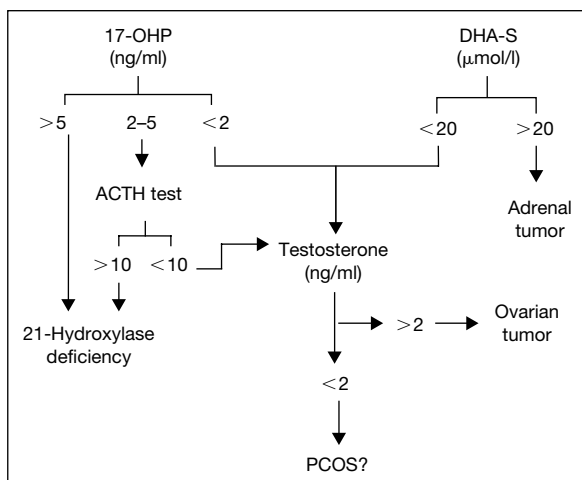 17-OHP
(ng/ml)
DHA-S
(μmol/l)
>5
2–5
<2
<20
>20
ACTH test
Adrenal
tumor
>10
<10
Testosterone
(ng/ml)
21-Hydroxylase
deficiency
>2
Ovarian
tumor
<2
PCOS?